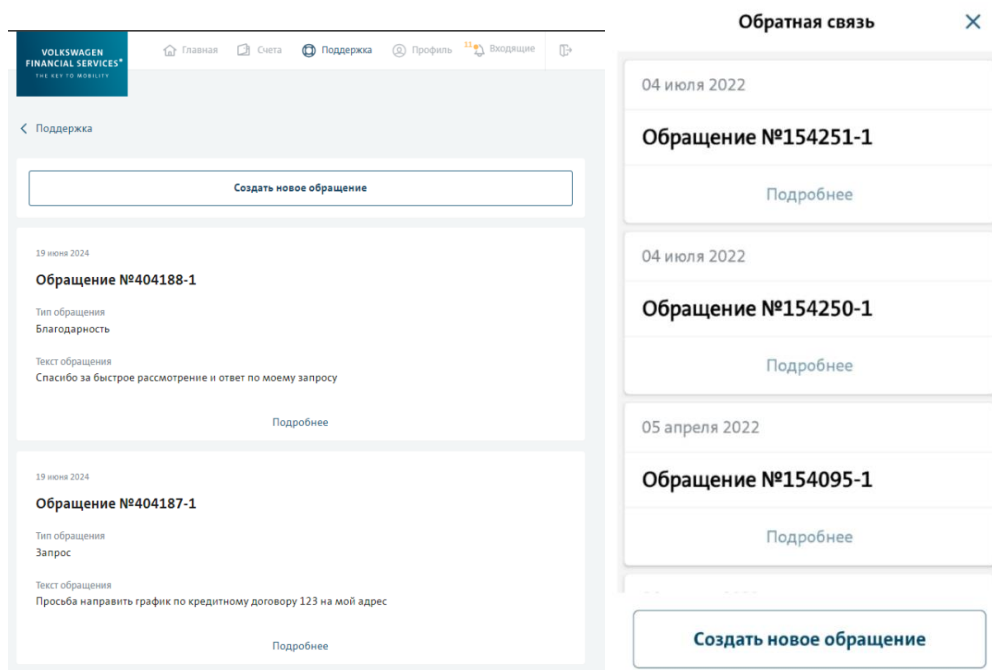 VOLKSWAGEN
FINANCIAL SERVICES*
THE KEY TO MOBILITY
Главная
Счета
Поддержка
Профиль
11
Входящие
Поддержка
Создать новое обращение
19 июня 2024
Обращение №404188-1
Тип обращения
Благодарность
Текст обращения
Спасибо за быстрое рассмотрение и ответ по моему запросу
Подробнее
19 июня 2024
Обращение №404187-1
Тип обращения
Запрос
Текст обращения
Просьба направить график по кредитному договору 123 на мой адрес
Подробнее
Обратная связь
04 июля 2022
Обращение №154251-1
Подробнее
04 июля 2022
Обращение №154250-1
Подробнее
05 апреля 2022
Обращение №154095-1
Подробнее
Создать новое обращение